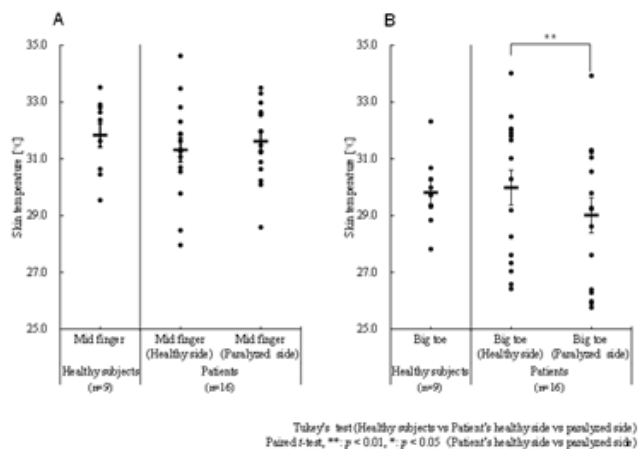 A
35.0
33.0
31.0
29.0
27.0
25.0
Skin temperature [℃]
Mid finger
Mid finger
(Healthy side)
Mid finger
(Paralyzed side)
Healthy subjects
(n=9)
Patients
(n=16)
B
**
35.0
33.0
31.0
29.0
27.0
25.0
Skin temperature [℃]
Big toe
Big toe
(Healthy side)
Big toe
(Paralyzed side)
Healthy subjects
(n=9)
Patients
(n=16)
Tukey's test (Healthy subjects vs Patient's healthy side vs paralyzed side)
Paired t-test, **: p < 0.01, *: p < 0.05 (Patient's healthy side vs paralyzed side)